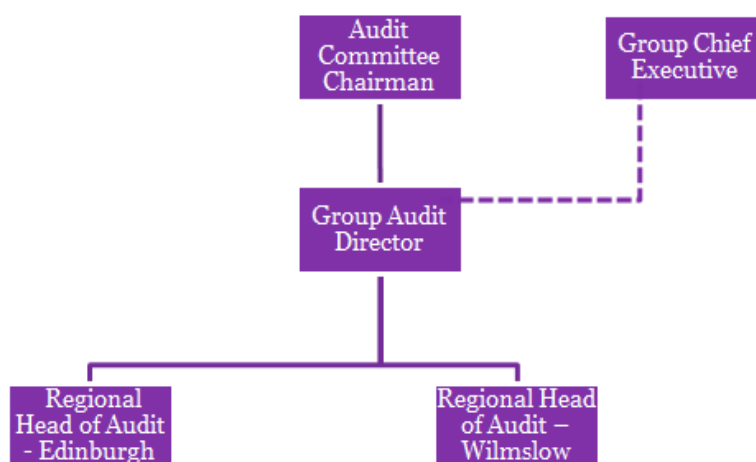 Audit
Committee
Chairman
Group Chief
Executive
Group Audit
Director
Regional
Head of Audit
- Edinburgh
Regional Head
of Audit –
Wilmslow